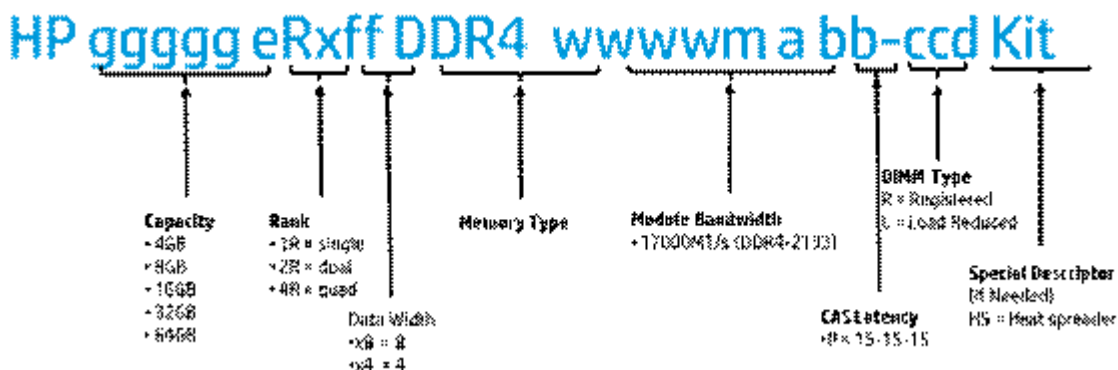 HP ggggg eRxff DDDR4 wwwwm a bb-ccd Kit
Capacity
• 4GB
• 8GB
• 16GB
• 32GB
• 64GB
Rank
• 1R = single
• 2R = dual
• 4R = quad
Data Width
•x8 = 8
•x4 = 4
Memory Type
Module Bandwidth
• 17000MT/s (DDR4-2133)
CAS Latency
•P = 15-15-15
DIMM Type
R = Registered
L = Load Reduced
Special Descriptor
(If Needed)
HS = Heat spreader